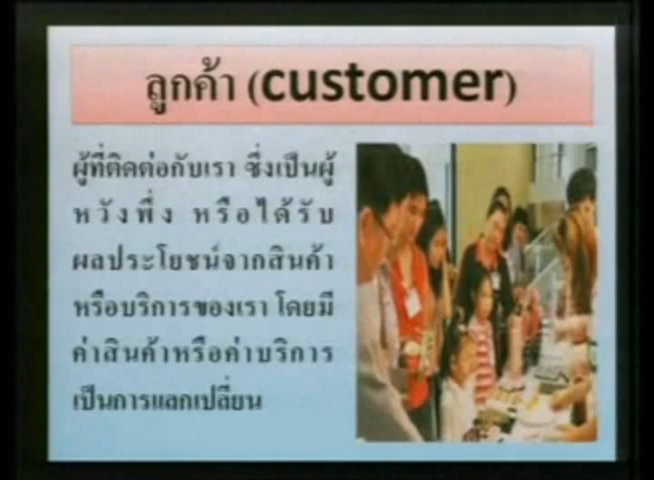 ลูกค้า (customer)
ผู้ที่ติดต่อกับเรา ซึ่งเป็นผู้
หวังพึ่ง หรือได้รับ
ผลประโยชน์จากสินค้า
หรือบริการของเรา โดยมี
ค่าสินค้าหรือค่าบริการ
เป็นการแลกเปลี่ยน